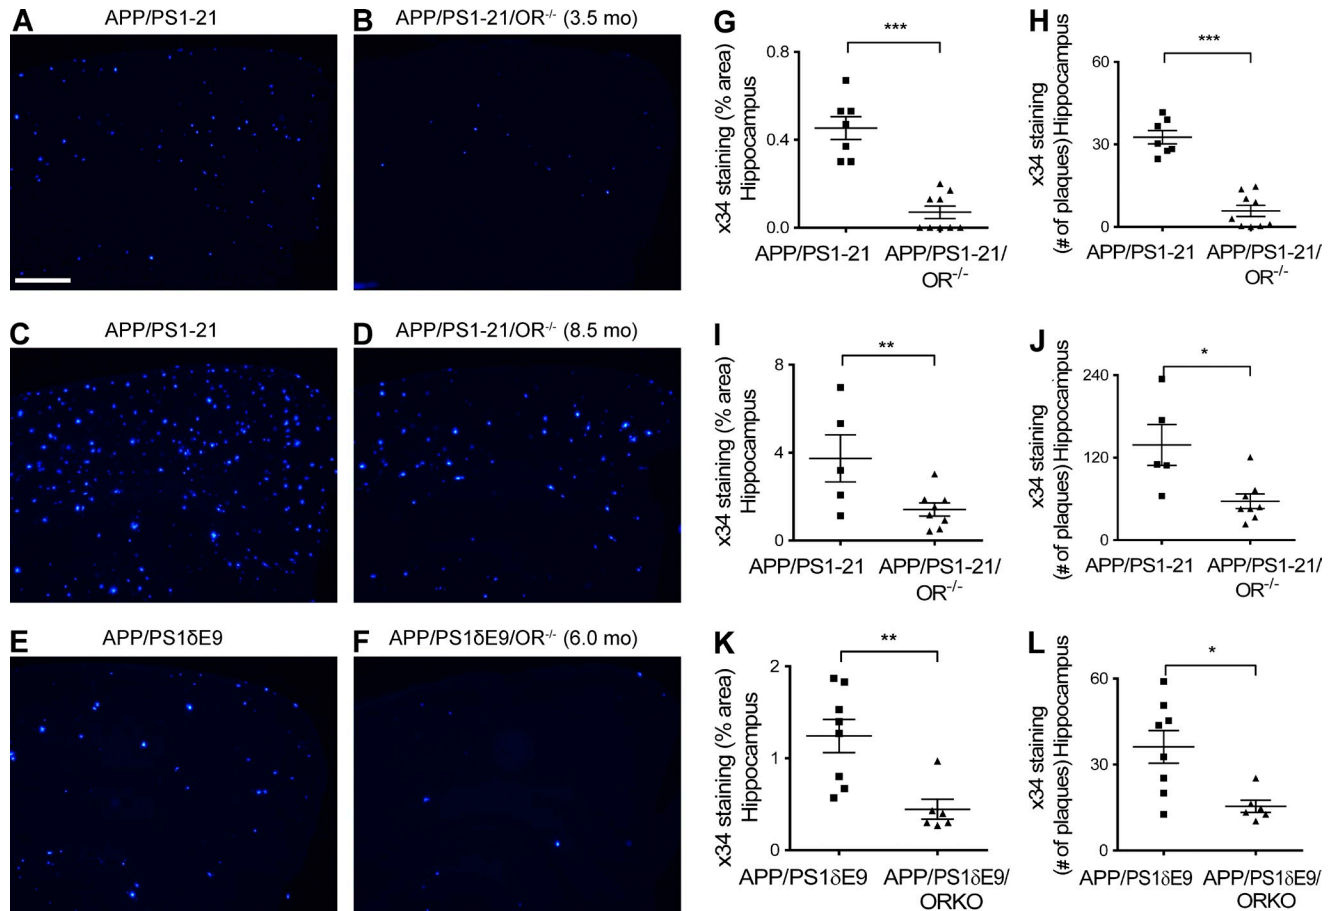 A APP/PS1-21
B APP/PS1-21/OR-/- (3.5 mo)
C APP/PS1-21
D APP/PS1-21/OR-/- (8.5 mo)
E APP/PS1δE9
F APP/PS1δE9/OR-/- (6.0 mo)
G
x34 staining (% area)
Hippocampus
0.8
0.4
0.0
***
APP/PS1-21
APP/PS1-21/
OR-/-
H
x34 staining
(# of plaques) Hippocampus
60
30
0
***
APP/PS1-21
APP/PS1-21/
OR-/-
I
x34 staining (% area)
Hippocampus
8
4
0
**
APP/PS1-21
APP/PS1-21/
OR-/-
J
x34 staining
(# of plaques) Hippocampus
240
120
0
*
APP/PS1-21
APP/PS1-21/
OR-/-
K
x34 staining (% area)
Hippocampus
2
1
0
**
APP/PS1δE9
APP/PS1δE9/
ORKO
L
x34 staining
(# of plaques) Hippocampus
60
30
0
*
APP/PS1δE9
APP/PS1δE9/
ORKO